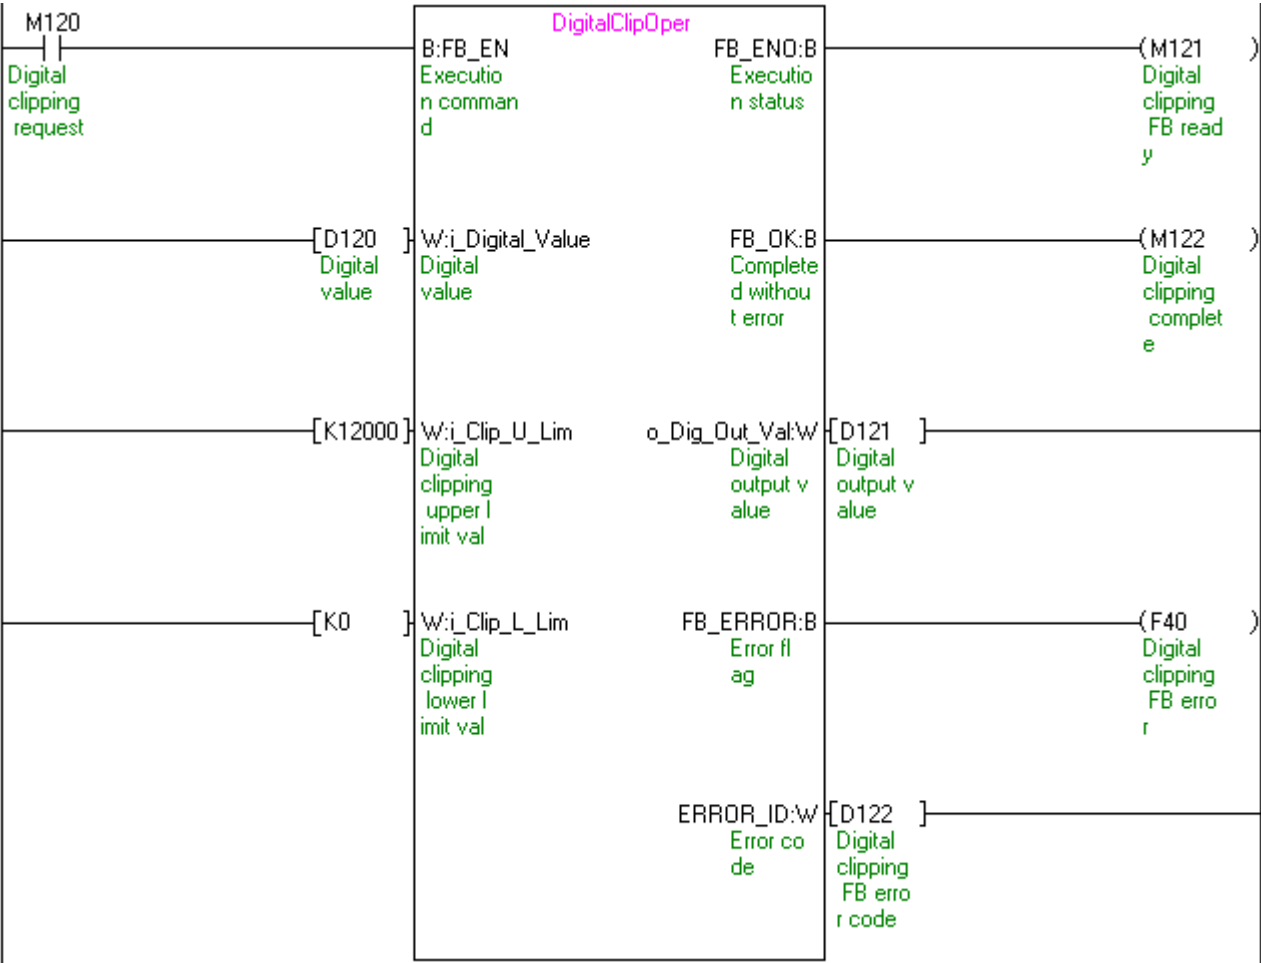 DigitalClipOper
M120
B:FB_EN
FB_ENO:B
(M121 )
Digital
clipping
request
Executio
n comman
d
Executio
n status
Digital
clipping
FB read
y
[D120 ]
W:i_Digital_Value
FB_OK:B
(M122 )
Digital
value
Digital
value
Complete
d withou
t error
Digital
clipping
complet
e
[K12000]
W:i_Clip_U_Lim
o_Dig_Out_Val:W
[D121 ]
Digital
clipping
upper l
imit val
Digital
output v
alue
Digital
output v
alue
[K0 ]
W:i_Clip_L_Lim
FB_ERROR:B
(F40 )
Digital
clipping
lower l
imit val
Error fl
ag
Digital
clipping
FB erro
r
ERROR_ID:W
[D122 ]
Error co
de
Digital
clipping
FB erro
r code